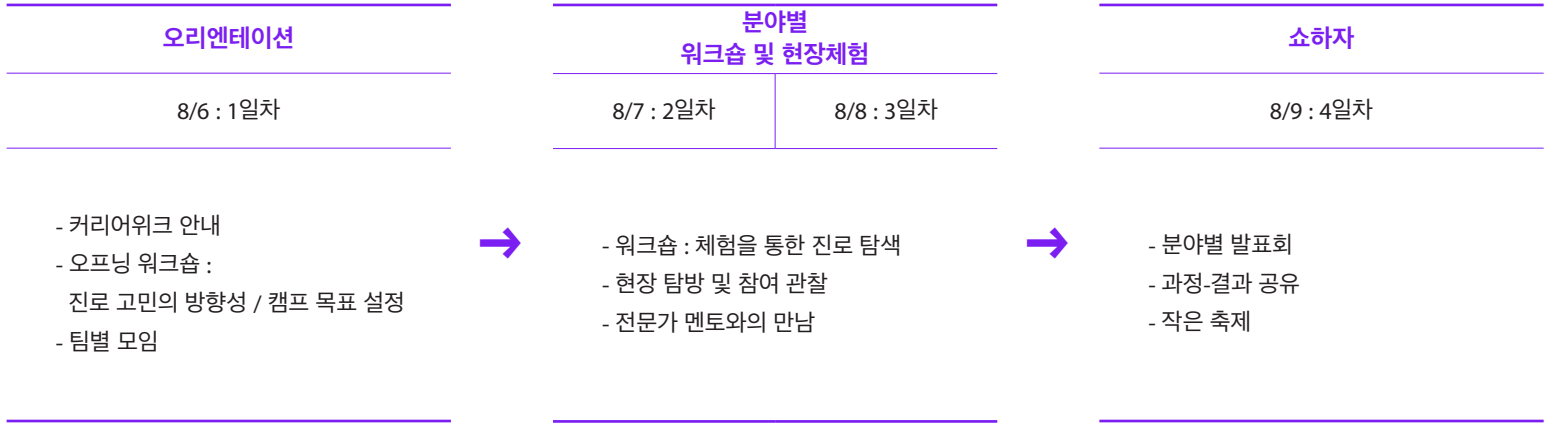 오리엔테이션
8/6 : 1일차
- 커리어위크 안내
- 오프닝 워크숍 :
진로 고민의 방향성 / 캠프 목표 설정
- 팀별 모임
→
분야별
워크숍 및 현장체험
8/7 : 2일차
8/8 : 3일차
- 워크숍 : 체험을 통한 진로 탐색
- 현장 탐방 및 참여 관찰
- 전문가 멘토와의 만남
→
쇼하자
8/9 : 4일차
- 분야별 발표회
- 과정-결과 공유
- 작은 축제